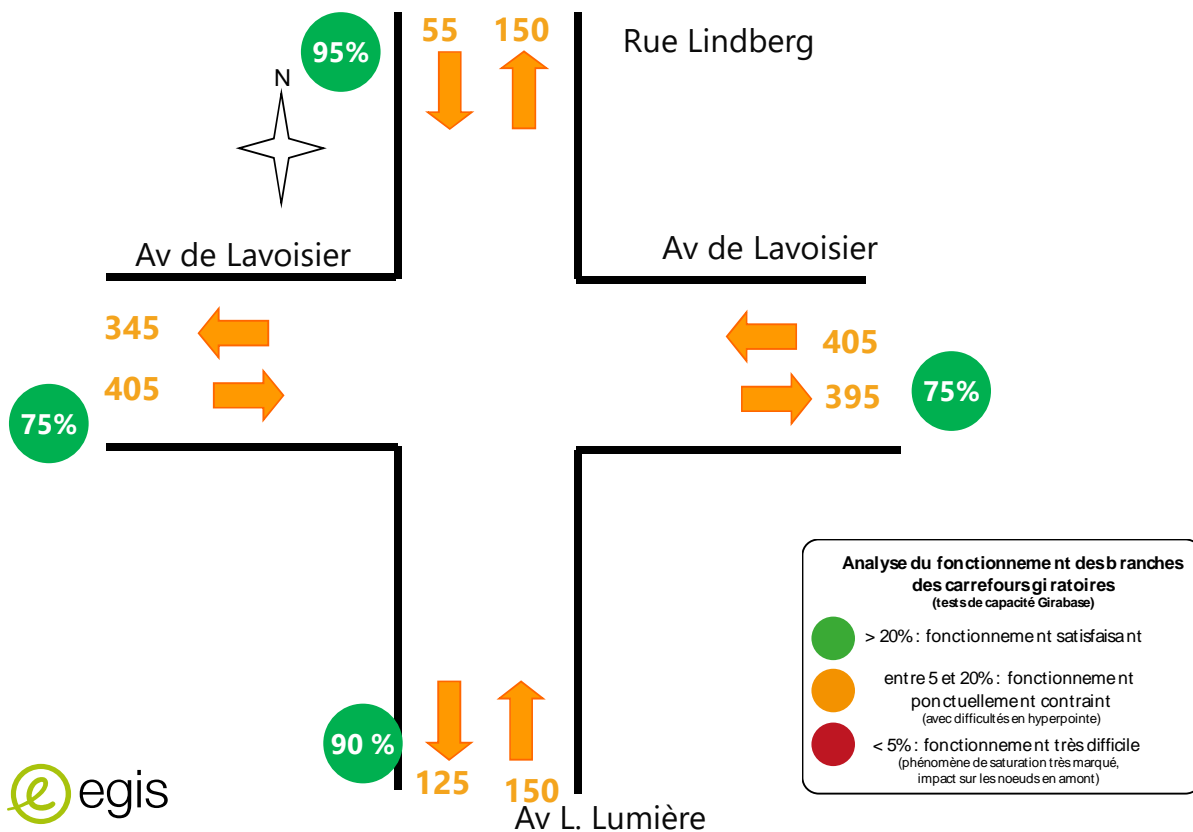 95%
55
150
Rue Lindberg
N
Av de Lavoisier
Av de Lavoisier
345
405
405
395
75%
75%
Analyse du fonctionnement des branches
des carrefours giratoires
(tests de capacité Girabase)
> 20% : fonctionnement satisfaisant
entre 5 et 20% : fonctionnement
ponctuellement contraint
(avec difficultés en hyperpointe)
< 5% : fonctionnement très difficile
(phénomène de saturation très marqué,
impact sur les noeuds en amont)
90 %
125
150
Av L. Lumière
e egis